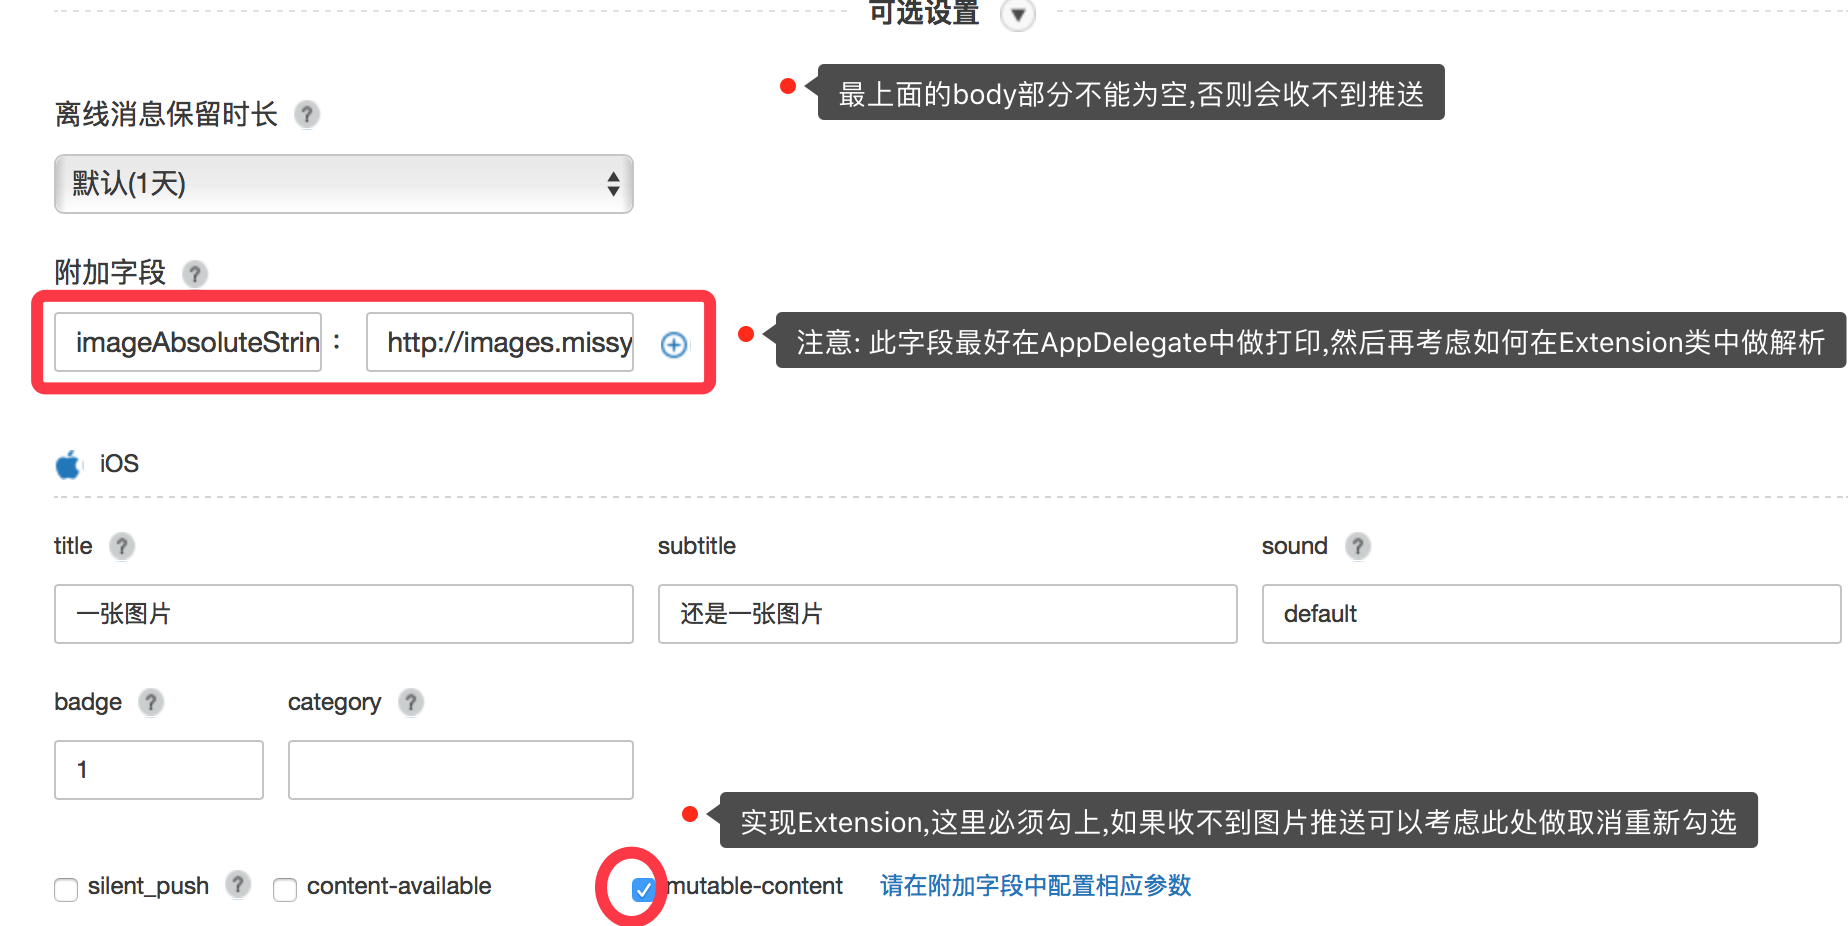 可选设置
最上面的body部分不能为空,否则会收不到推送
离线消息保留时长 ?
默认(1天)
附加字段 ?
imageAbsoluteStrin : http://images.missy
注意: 此字段最好在AppDelegate中做打印,然后再考虑如何在Extension类中做解析
iOS
title ? subtitle sound ?
一张图片 还是一张图片 default
badge ? category ?
1
实现Extension,这里必须勾上,如果收不到图片推送可以考虑此处做取消重新勾选
silent_push ? content-available mutable-content 请在附加字段中配置相应参数